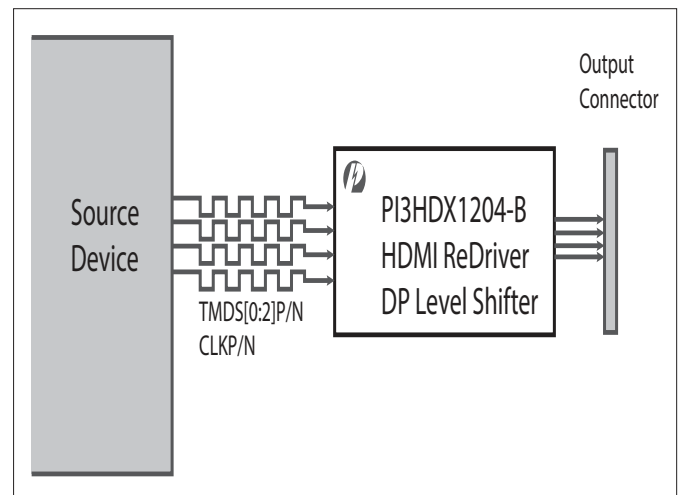 Output
Connector
Source
Device
PI3HDX1204-B
HDMI ReDriver
DP Level Shifter
TMDS[0:2]P/N
CLKP/N